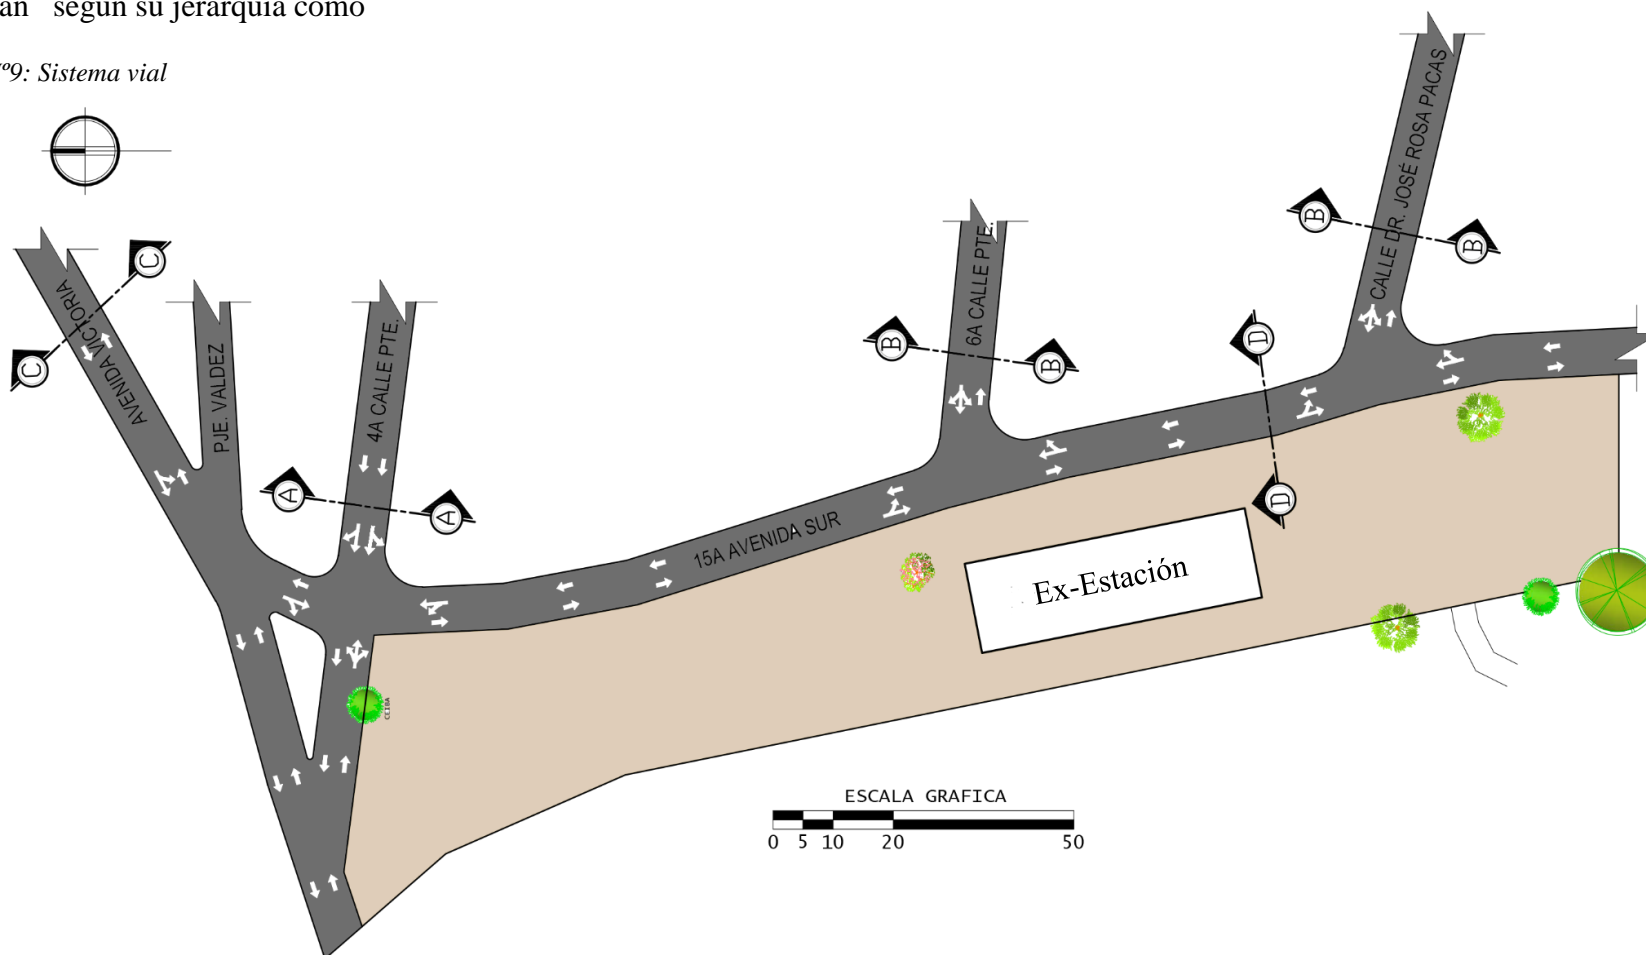 según su jerarquía como
Sistema vial
AVENIDA VICTORIA
PJE. VALDEZ
4A CALLE PTE.
6A CALLE PTE.
CALLE DR. JOSÉ ROSA PACAS
15A AVENIDA SUR
C
C
A
A
B
B
B
B
D
D
Ex-Estación
CEIBA
ESCALA GRAFICA
0 5 10 20 50